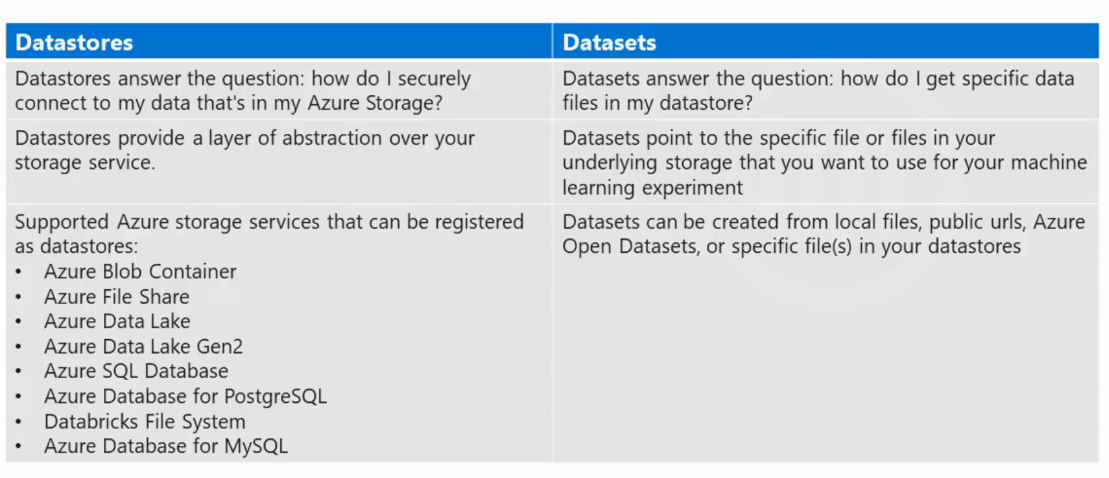 Datastores
Datasets
Datastores answer the question: how do I securely
connect to my data that's in my Azure Storage?
Datasets answer the question: how do I get specific data
files in my datastore?
Datastores provide a layer of abstraction over your
storage service.
Datasets point to the specific file or files in your
underlying storage that you want to use for your machine
learning experiment
Supported Azure storage services that can be registered
as datastores:
• Azure Blob Container
• Azure File Share
• Azure Data Lake
• Azure Data Lake Gen2
• Azure SQL Database
• Azure Database for PostgreSQL
• Databricks File System
• Azure Database for MySQL
Datasets can be created from local files, public urls, Azure
Open Datasets, or specific file(s) in your datastores